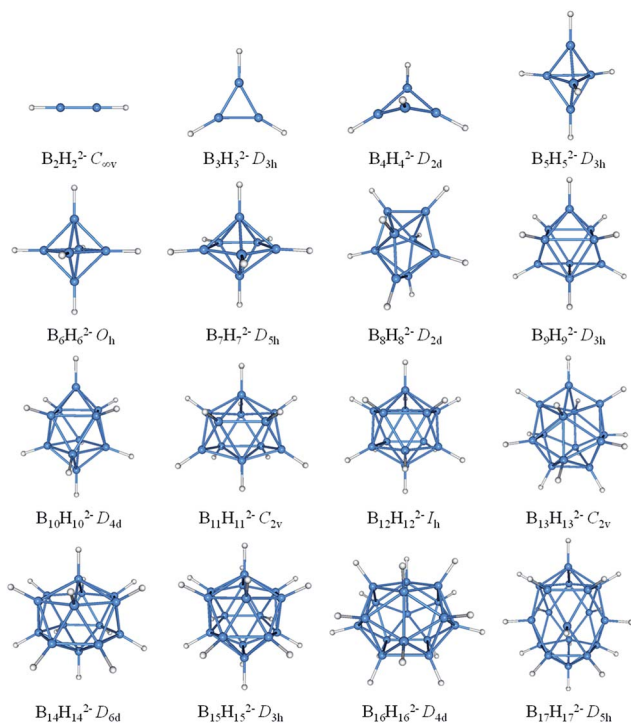 B₂H₂²⁻ C∞v
B₃H₃²⁻ D₃h
B₄H₄²⁻ D₂d
B₅H₅²⁻ D₃h
B₆H₆²⁻ Oh
B₇H₇²⁻ D₅h
B₈H₈²⁻ D₂d
B₉H₉²⁻ D₃h
B₁₀H₁₀²⁻ D₄d
B₁₁H₁₁²⁻ C₂v
B₁₂H₁₂²⁻ Ih
B₁₃H₁₃²⁻ C₂v
B₁₄H₁₄²⁻ D₆d
B₁₅H₁₅²⁻ D₃h
B₁₆H₁₆²⁻ D₄d
B₁₇H₁₇²⁻ D₅h